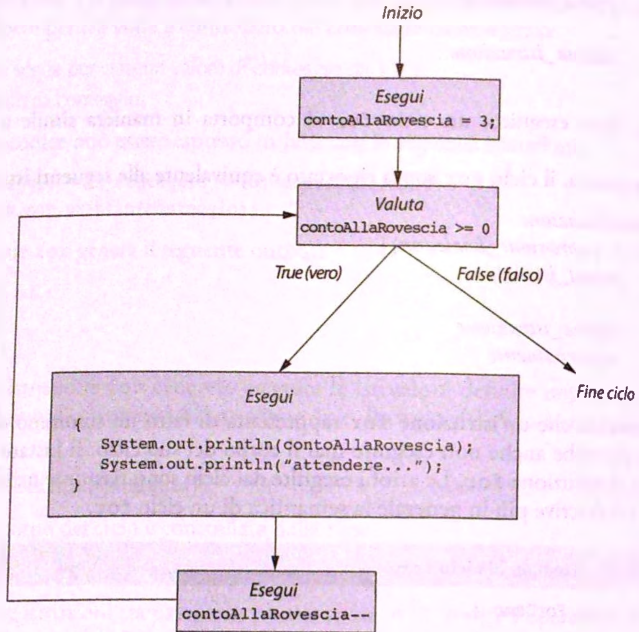 Inizio
Esegui
contoAllaRovescia = 3;
Valuta
contoAllaRovescia >= 0
True (vero)
False (falso)
Fine ciclo
Esegui
{
System.out.println(contoAllaRovescia);
System.out.println("attendere...");
}
Esegui
contoAllaRovescia--